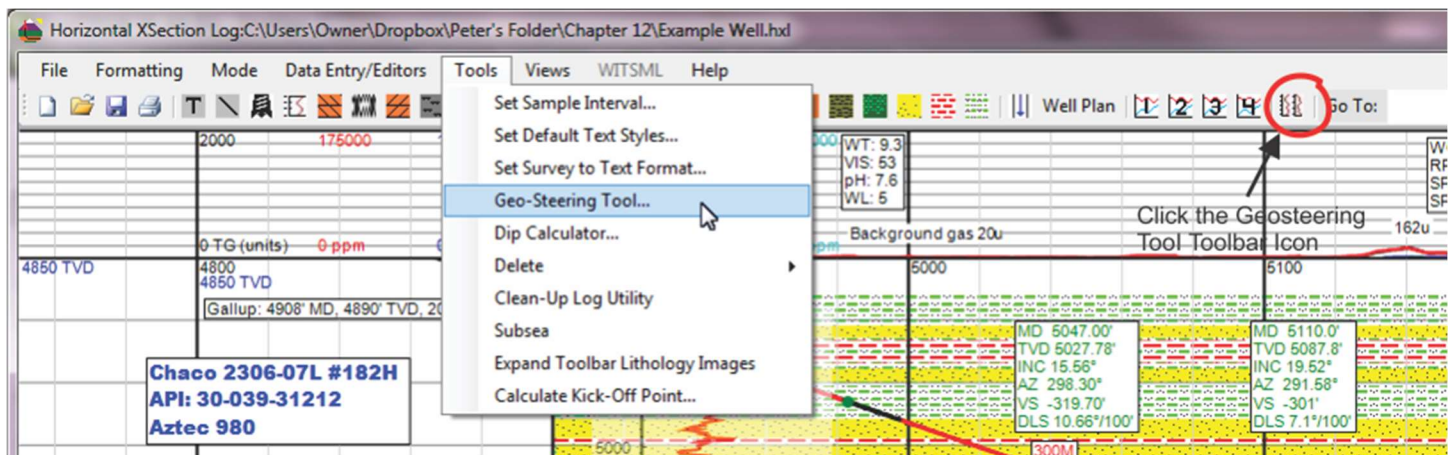 Horizontal XSection Log:C:\Users\Owner\Dropbox\Peter's Folder\Chapter 12\Example Well.hxl
File Formatting Mode Data Entry/Editors Tools Views WITSML Help
T Well Plan 1 2 3 4 Go To:
Set Sample Interval...
Set Default Text Styles...
Set Survey to Text Format...
Geo-Steering Tool...
Dip Calculator...
Delete
Clean-Up Log Utility
Subsea
Expand Toolbar Lithology Images
Calculate Kick-Off Point...
2000 175000
WT: 9.3
VIS: 53
pH: 7.6
WL: 5
Click the Geosteering
Tool Toolbar Icon
162u
Background gas 20u
0 TG (units) 0 ppm
4850 TVD
4800
4850 TVD
5000
5100
Gallup: 4908' MD, 4890' TVD, 20
Chaco 2306-07L #182H
API: 30-039-31212
Aztec 980
MD 5047.00'
TVD 5027.78'
INC 15.56°
AZ 298.30°
VS -319.70'
DLS 10.66°/100'
MD 5110.0'
TVD 5087.8'
INC 19.52°
AZ 291.58°
VS -301'
DLS 7.1°/100'
5000
300M